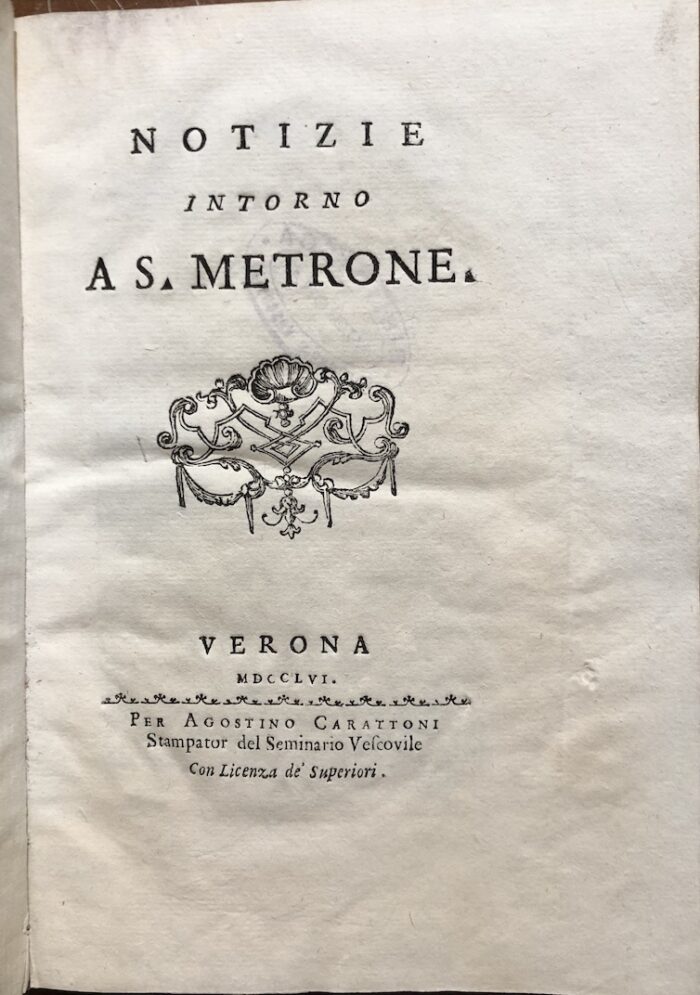 NOTIZIE
INTORNO
A S. METRONE.
VERONA
MDCCLVI.
PER AGOSTINO CARATTONI
Stampator del Seminario Veſcovile
Con Licenza de' Superiori.